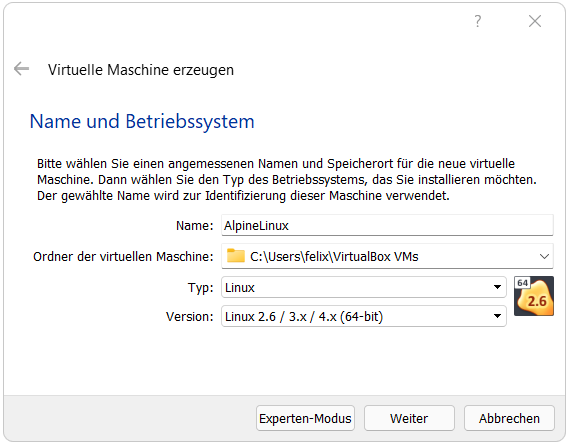 ?
Virtuelle Maschine erzeugen
Name und Betriebssystem
Bitte wählen Sie einen angemessenen Namen und Speicherort für die neue virtuelle
Maschine. Dann wählen Sie den Typ des Betriebssystems, das Sie installieren möchten.
Der gewählte Name wird zur Identifizierung dieser Maschine verwendet.
Name: AlpineLinux
Ordner der virtuellen Maschine: C:\Users\felix\VirtualBox VMs
Typ: Linux
64
2.6
Version: Linux 2.6 / 3.x / 4.x (64-bit)
Experten-Modus Weiter Abbrechen